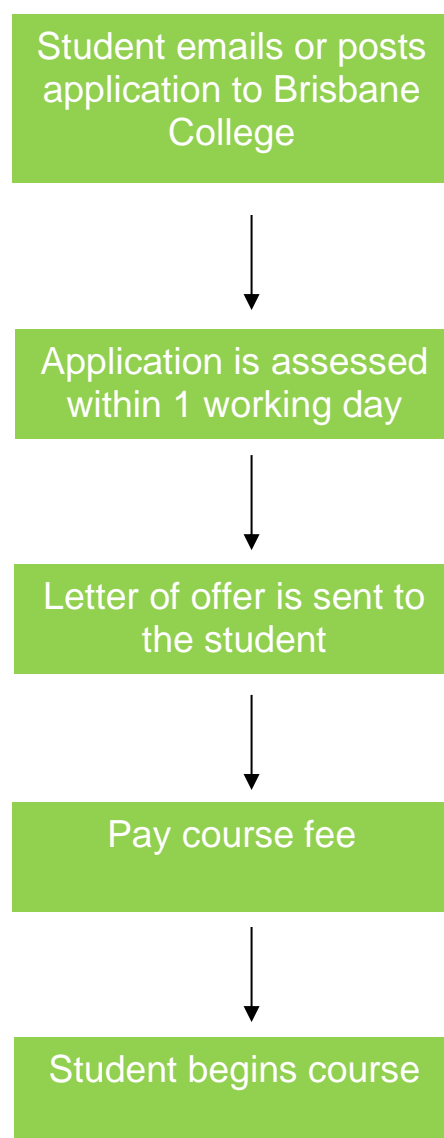 Student emails or posts
application to Brisbane
College
Application is assessed
within 1 working day
Letter of offer is sent to
the student
Pay course fee
Student begins course